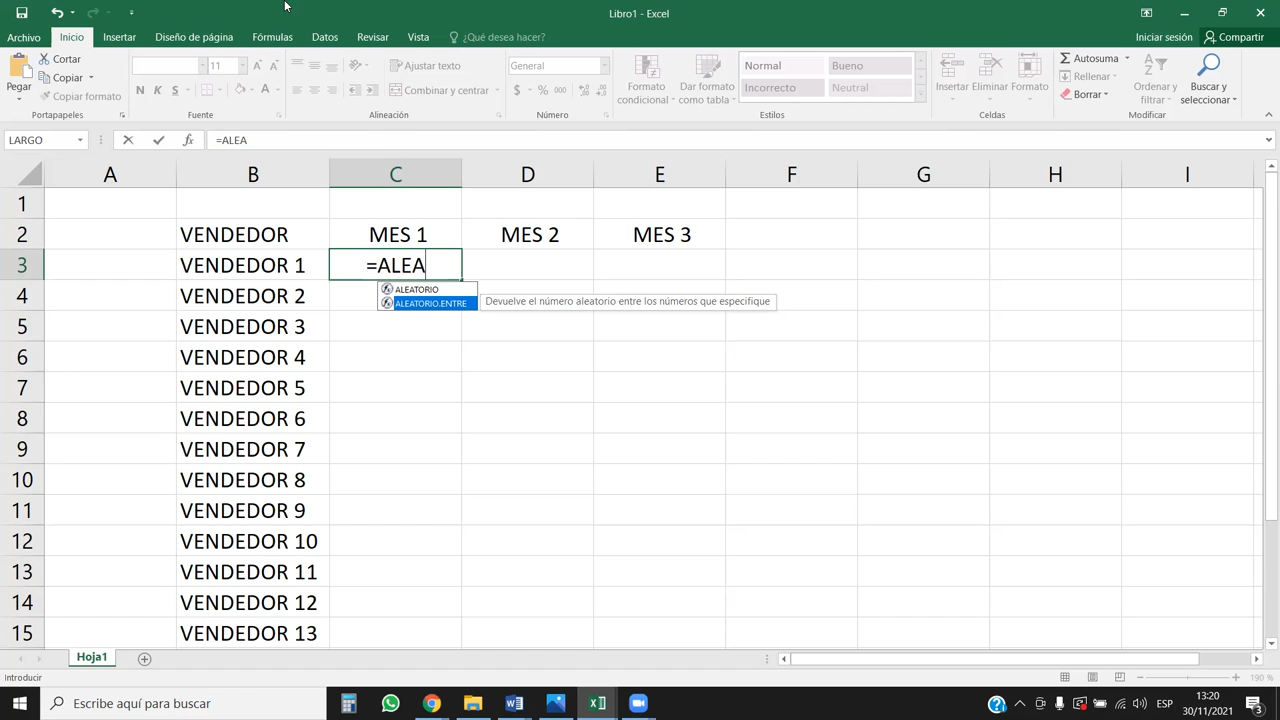 Libro1 - Excel
Archivo Inicio Insertar Diseño de página Fórmulas Datos Revisar Vista ¿Qué desea hacer? Iniciar sesión Compartir
Cortar
Copiar
Copiar formato
Pegar
Portapapeles
11
N K S
Fuente
Ajustar texto
Combinar y centrar
Alineación
General
$ % 000
Número
Formato condicional
Dar formato como tabla
Normal Bueno
Incorrecto Neutral
Estilos
Insertar Eliminar Formato
Celdas
Autosuma
Rellenar
Borrar
Ordenar y filtrar
Buscar y seleccionar
Modificar
LARGO fx =ALEA
A B C D E F G H I
1
2 VENDEDOR MES 1 MES 2 MES 3
3 VENDEDOR 1 =ALEA
ALEATORIO
ALEATORIO.ENTRE Devuelve el número aleatorio entre los números que especifique
4 VENDEDOR 2
5 VENDEDOR 3
6 VENDEDOR 4
7 VENDEDOR 5
8 VENDEDOR 6
9 VENDEDOR 7
10 VENDEDOR 8
11 VENDEDOR 9
12 VENDEDOR 10
13 VENDEDOR 11
14 VENDEDOR 12
15 VENDEDOR 13
Hoja1
Introducir 190 %
Escribe aquí para buscar
ESP
13:20
30/11/2021
3